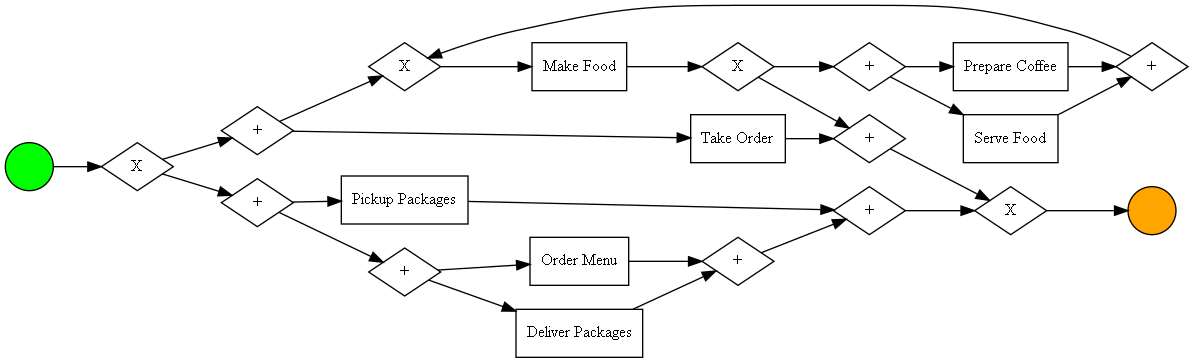 X
Make Food
X
+
Prepare Coffee
+
+
Take Order
+
Serve Food
X
+
Pickup Packages
+
X
+
Order Menu
+
Deliver Packages